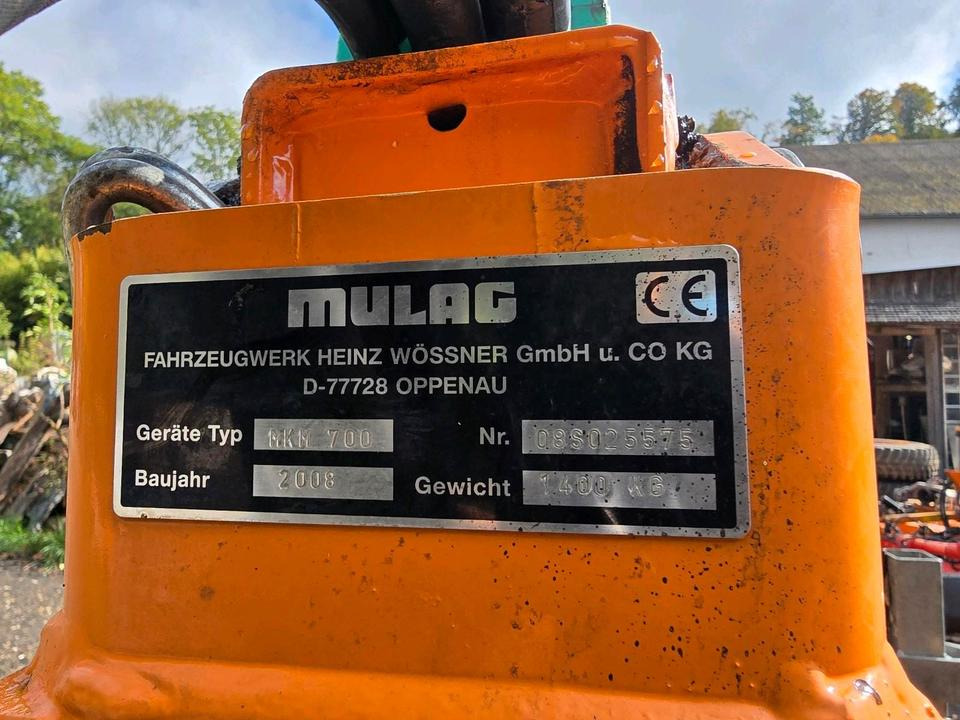 MULAG
CE
FAHRZEUGWERK HEINZ WÖSSNER GmbH u. CO KG
D-77728 OPPENAU
Geräte Typ MKM 700 Nr. 08S025575
Baujahr 2008 Gewicht 1400 KG